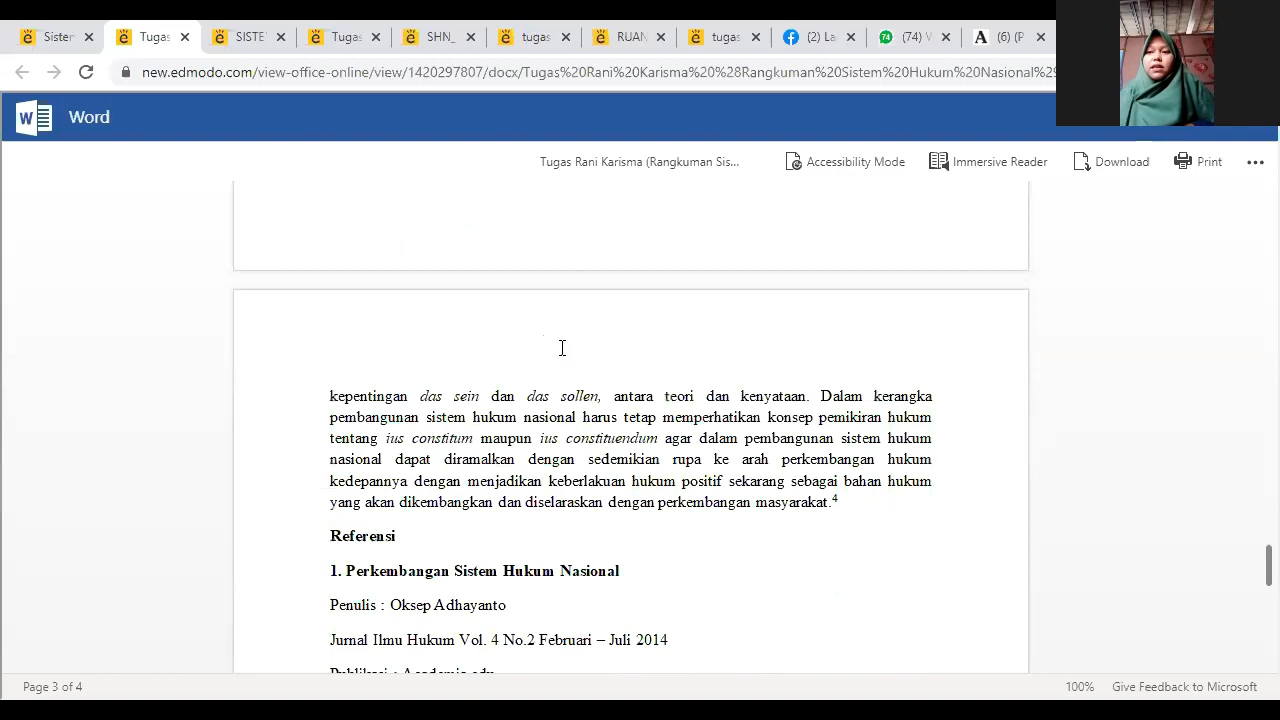 Sister
Tugas
SISTE
Tugas
SHN_
tugas
RUAN
tugas
(2) La
(74) V
(6) (P
new.edmodo.com/view-office-online/view/1420291807/docx/Tugas%20Rani%20Karisma%20%28Rangkuman%20Sistem%20Hukum%20Nasional%29
W Word
Tugas Rani Karisma (Rangkuman Sis...
Accessibility Mode
Immersive Reader
Download
Print
kepentingan das sein dan das sollen, antara teori dan kenyataan. Dalam kerangka
pembangunan sistem hukum nasional harus tetap memperhatikan konsep pemikiran hukum
tentang ius constitum maupun ius constituendum agar dalam pembangunan sistem hukum
nasional dapat diramalkan dengan sedemikian rupa ke arah perkembangan hukum
kedepannya dengan menjadikan keberlakuan hukum positif sekarang sebagai bahan hukum
yang akan dikembangkan dan diselaraskan dengan perkembangan masyarakat.4
Referensi
1. Perkembangan Sistem Hukum Nasional
Penulis : Oksep Adhayanto
Jurnal Ilmu Hukum Vol. 4 No.2 Februari – Juli 2014
Publikasi : Academia.edu
Page 3 of 4
100%
Give Feedback to Microsoft